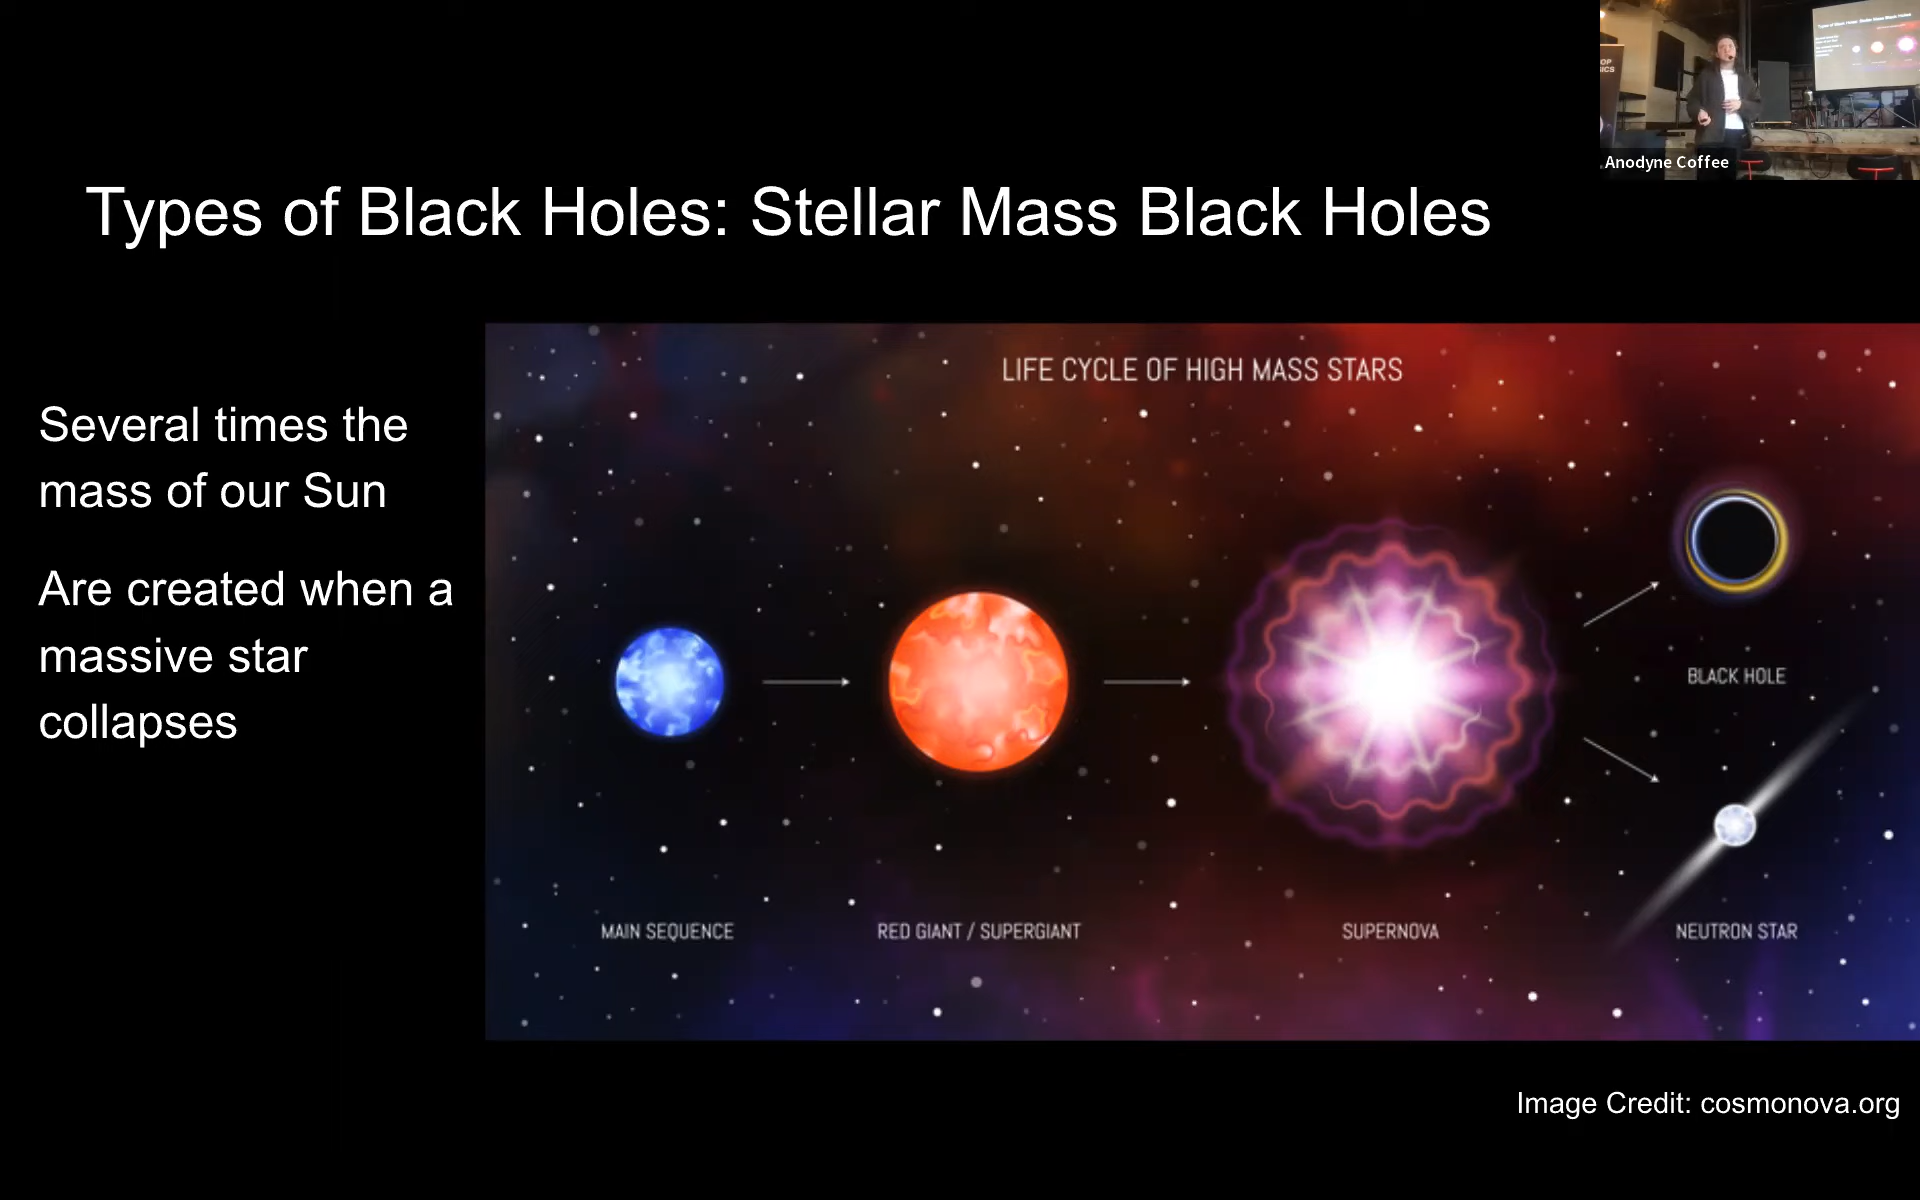 Anodyne Coffee
Types of Black Holes: Stellar Mass Black Holes
Several times the
mass of our Sun
Are created when a
massive star
collapses
LIFE CYCLE OF HIGH MASS STARS
BLACK HOLE
MAIN SEQUENCE
RED GIANT / SUPERGIANT
SUPERNOVA
NEUTRON STAR
Image Credit: cosmonova.org